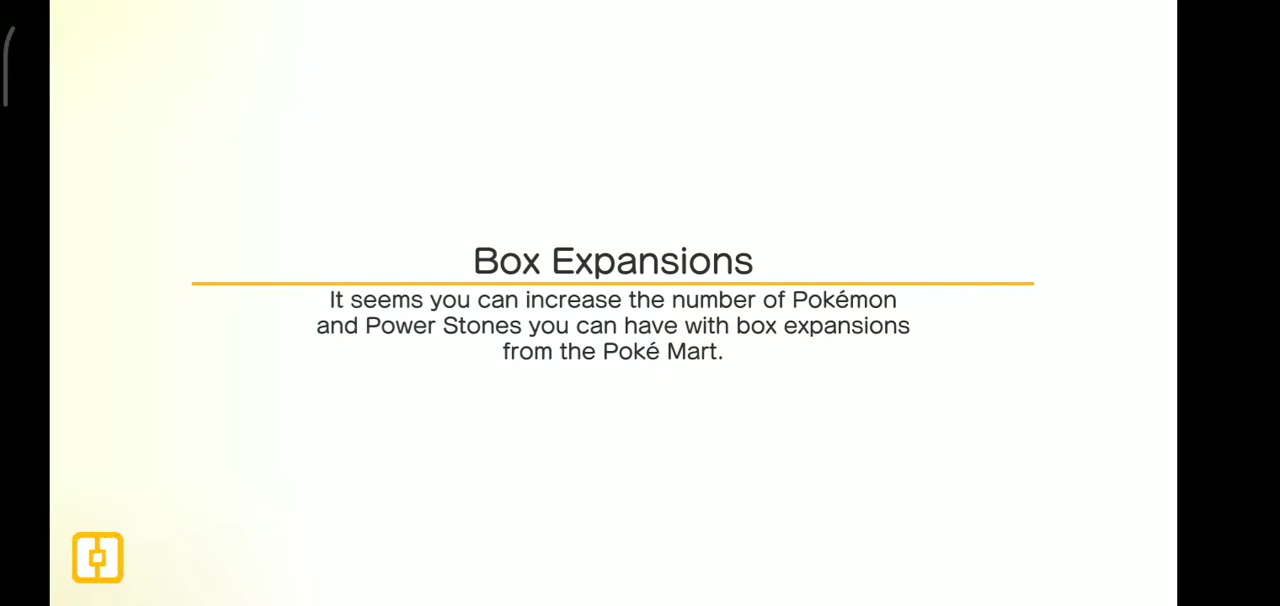 Box Expansions
It seems you can increase the number of Pokémon
and Power Stones you can have with box expansions
from the Poké Mart.